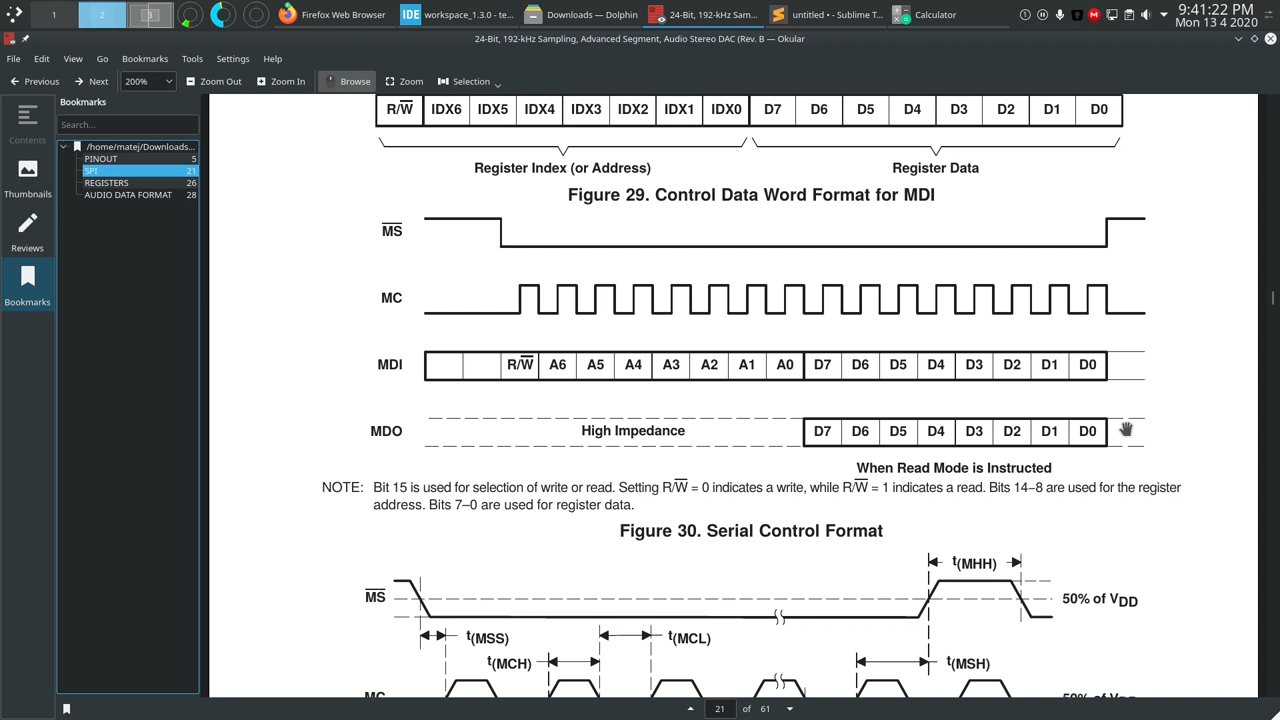 1 2 3 Firefox Web Browser IDE workspace_1.3.0 - te... Downloads — Dolphin 24-Bit, 192-kHz Sam... untitled • - Sublime T... Calculator 9:41:22 PM
Mon 13 4 2020
24-Bit, 192-kHz Sampling, Advanced Segment, Audio Stereo DAC (Rev. B — Okular
File Edit View Go Bookmarks Tools Settings Help
Previous Next 200% Zoom Out Zoom In Browse Zoom Selection
Contents
Thumbnails
Reviews
Bookmarks
Bookmarks
Search...
/home/matej/Downloads...
PINOUT 5
SPI 21
REGISTERS 26
AUDIO DATA FORMAT 28
R/W̅ IDX6 IDX5 IDX4 IDX3 IDX2 IDX1 IDX0 D7 D6 D5 D4 D3 D2 D1 D0
Register Index (or Address) Register Data
Figure 29. Control Data Word Format for MDI
M̅S̅
MC
MDI R/W̅ A6 A5 A4 A3 A2 A1 A0 D7 D6 D5 D4 D3 D2 D1 D0
MDO High Impedance D7 D6 D5 D4 D3 D2 D1 D0
When Read Mode is Instructed
NOTE: Bit 15 is used for selection of write or read. Setting R/W̅ = 0 indicates a write, while R/W̅ = 1 indicates a read. Bits 14–8 are used for the register
address. Bits 7–0 are used for register data.
Figure 30. Serial Control Format
t(MHH)
M̅S̅ 50% of VDD
t(MSS) t(MCL)
t(MCH) t(MSH)
MC 50% of VDD
21 of 61